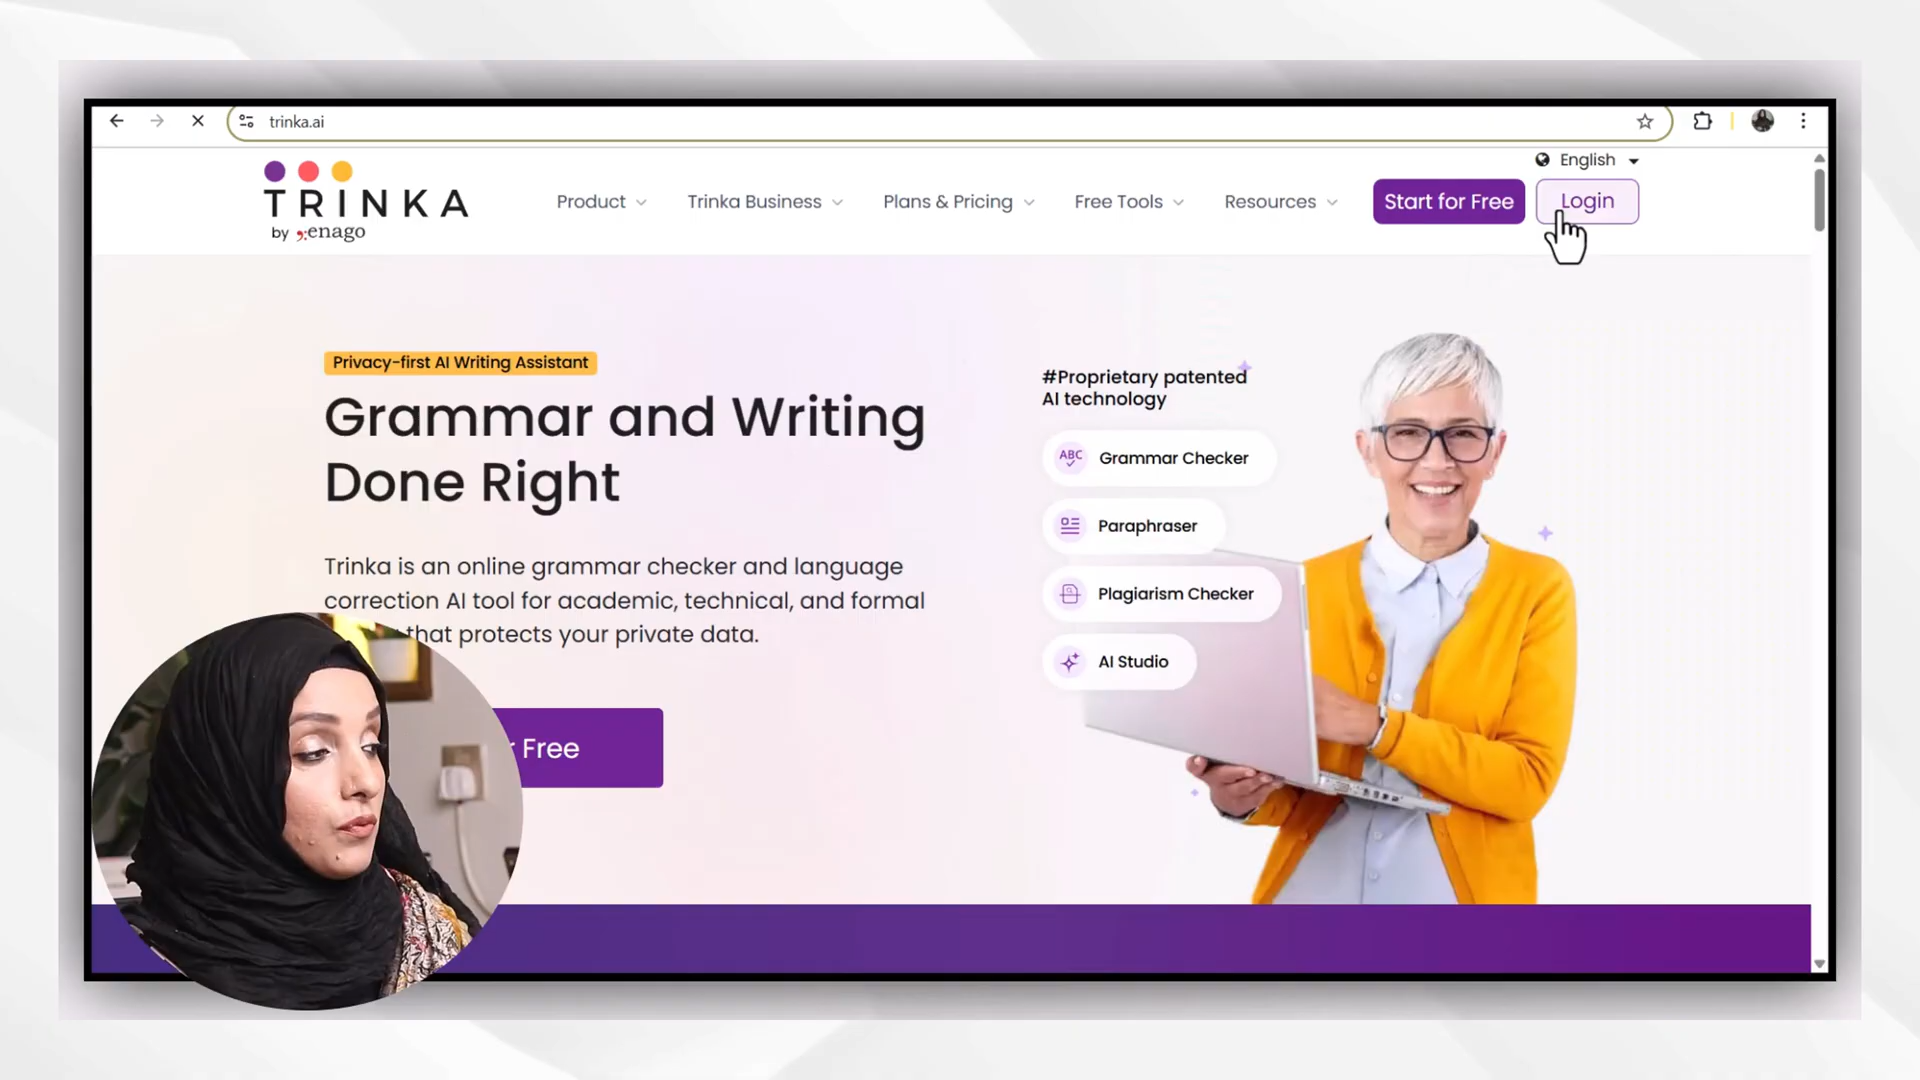 trinka.ai
English
TRINKA
by enago
Product
Trinka Business
Plans & Pricing
Free Tools
Resources
Start for Free
Login
Privacy-first AI Writing Assistant
Grammar and Writing
Done Right
Trinka is an online grammar checker and language
correction AI tool for academic, technical, and formal
that protects your private data.
Free
#Proprietary patented
AI technology
ABC
Grammar Checker
Paraphraser
Plagiarism Checker
AI Studio